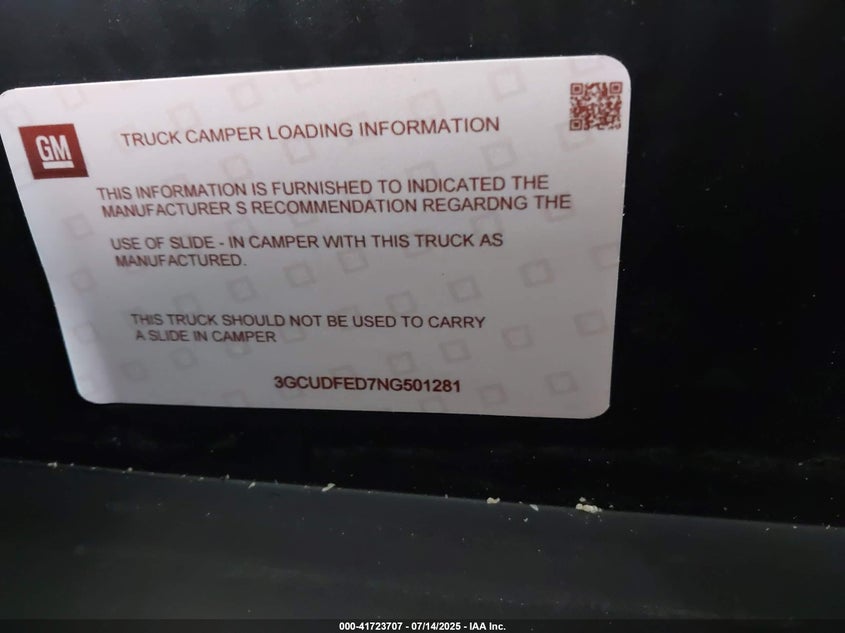 GM
TRUCK CAMPER LOADING INFORMATION
THIS INFORMATION IS FURNISHED TO INDICATED THE
MANUFACTURER S RECOMMENDATION REGARDNG THE
USE OF SLIDE - IN CAMPER WITH THIS TRUCK AS
MANUFACTURED.
THIS TRUCK SHOULD NOT BE USED TO CARRY
A SLIDE IN CAMPER
3GCUDFED7NG501281
000-41723707 - 07/14/2025 - IAA Inc.